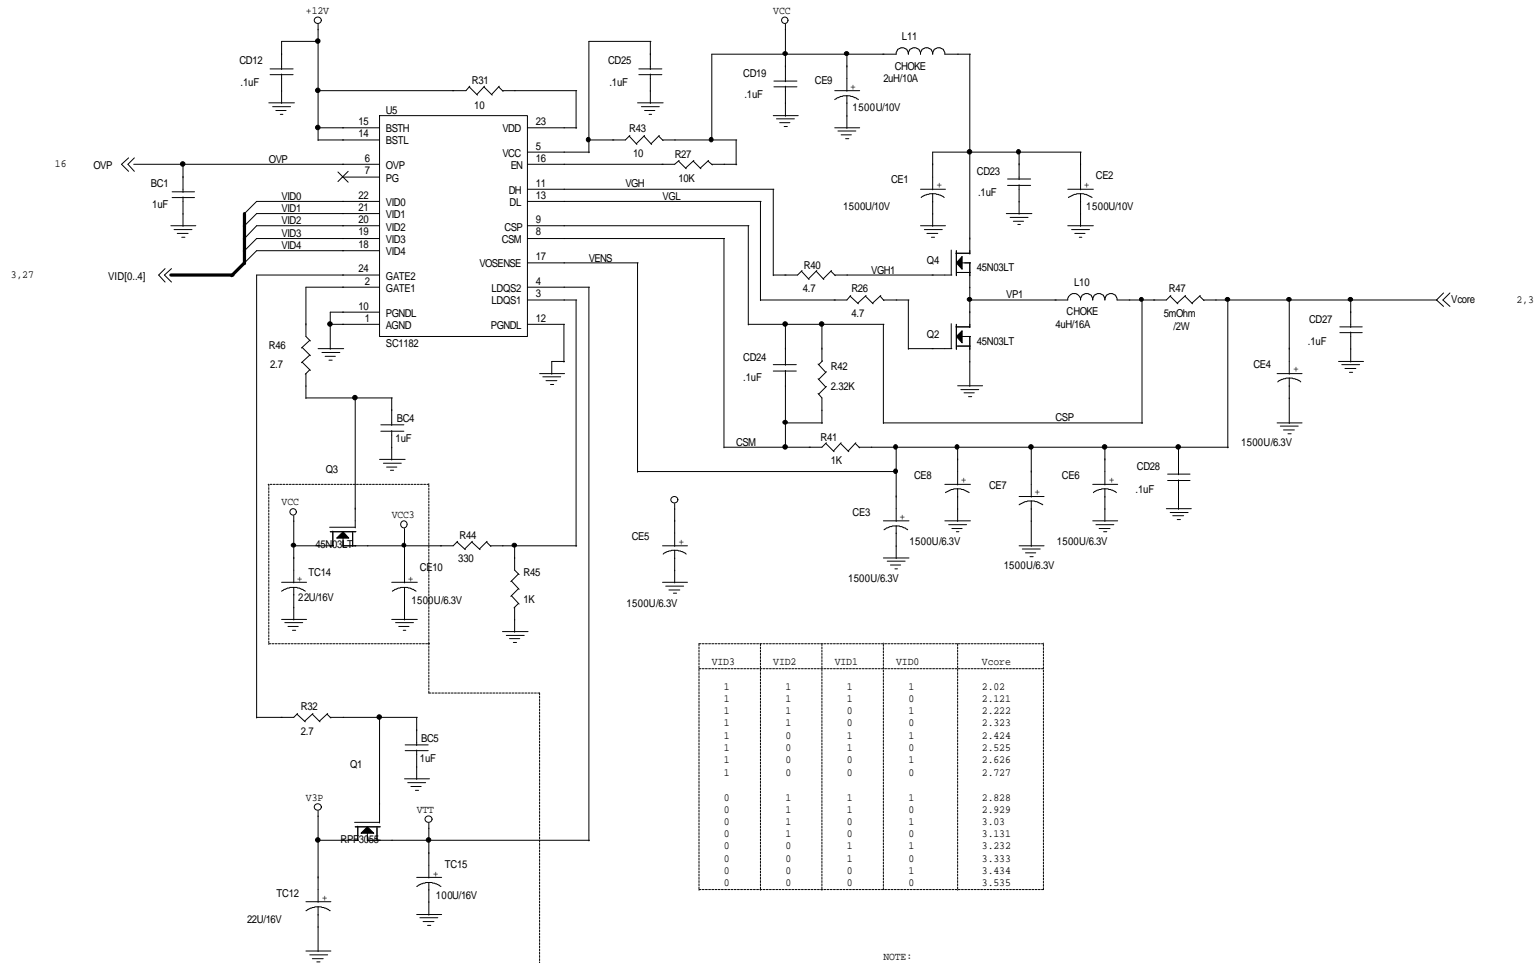 +12V
VCC
L11
CHOKE
2uH/10A
CD12
.1uF
CD25
.1uF
R31
10
CD19
.1uF
CE9
1500U/10V
U5
15
14
BSTH
BSTL
VDD
23
VCC
5
EN
16
R43
10
R27
10K
16
OVP
OVP
6
7
OVP
PG
BC1
1uF
DH
DL
11
13
VGH
VGL
CE1
1500U/10V
CD23
.1uF
CE2
1500U/10V
VID0
VID1
VID2
VID3
VID4
22
21
20
19
18
VID0
VID1
VID2
VID3
VID4
CSP
CSM
9
8
3,27
VID[0..4]
VOSENSE
17
VENS
24
2
GATE2
GATE1
LDQS2
LDQS1
4
3
10
1
PGNDL
AGND
PGNDL
12
SC1182
R40
4.7
VGH1
Q4
45N03LT
R26
4.7
VP1
L10
CHOKE
4uH/16A
R47
5mOhm
/2W
Vcore
2,3
Q2
45N03LT
CD27
.1uF
CE4
1500U/6.3V
R46
2.7
CD24
.1uF
R42
2.32K
CSP
BC4
1uF
CSM
R41
1K
Q3
CE8
1500U/6.3V
CE7
1500U/6.3V
CE6
1500U/6.3V
CD28
.1uF
VCC
VCC3
45N03LT
R44
330
CE5
1500U/6.3V
CE3
1500U/6.3V
TC14
22U/16V
CE10
1500U/6.3V
R45
1K
VID3 VID2 VID1 VID0 Vcore
1 1 1 1 2.02
1 1 1 0 2.121
1 1 0 1 2.222
1 1 0 0 2.323
1 0 1 1 2.424
1 0 1 0 2.525
1 0 0 1 2.626
1 0 0 0 2.727
0 1 1 1 2.828
0 1 1 0 2.929
0 1 0 1 3.03
0 1 0 0 3.131
0 0 1 1 3.232
0 0 1 0 3.333
0 0 0 1 3.434
0 0 0 0 3.535
R32
2.7
BC5
1uF
Q1
V3P
VTT
TC15
100U/16V
TC12
22U/16V
NOTE: